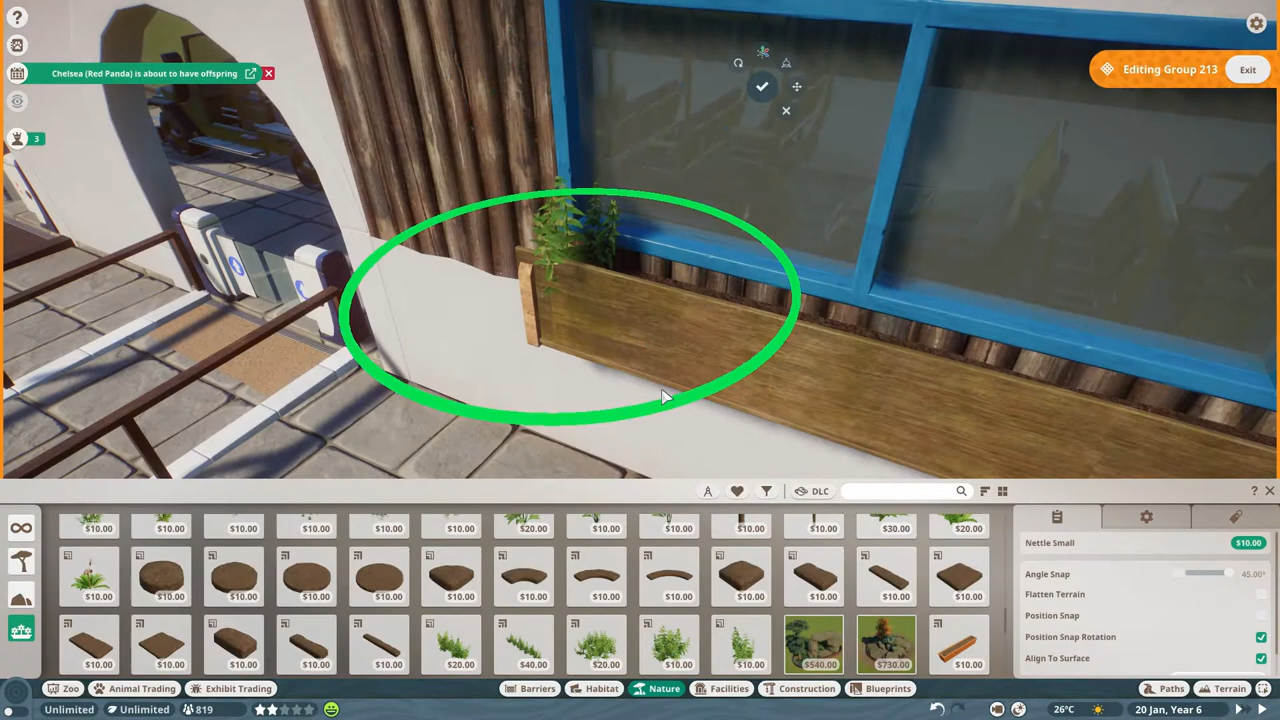 ?
Chelsea (Red Panda) is about to have offspring
3
Editing Group 213
Exit
DLC
?
$10.00 $10.00 $10.00 $10.00 $10.00 $10.00 $20.00 $10.00 $10.00 $10.00 $10.00 $30.00 $20.00
$10.00 $10.00 $10.00 $10.00 $10.00 $10.00 $10.00 $10.00 $10.00 $10.00 $10.00 $10.00 $10.00
$10.00 $10.00 $10.00 $10.00 $10.00 $20.00 $40.00 $20.00 $10.00 $10.00 $540.00 $730.00 $10.00
Nettle Small $10.00
Angle Snap 45.00°
Flatten Terrain
Position Snap
Position Snap Rotation
Align To Surface
Zoo Animal Trading Exhibit Trading Barriers Habitat Nature Facilities Construction Blueprints Paths Terrain
Unlimited Unlimited 819 26°C 20 Jan, Year 6